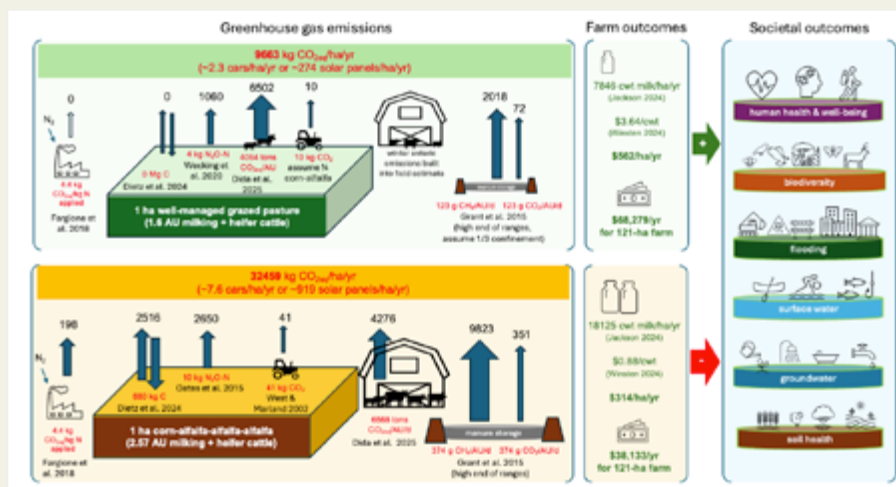 Greenhouse gas emissions
Farm outcomes
Societal outcomes
9663 kg CO2eq/ha/yr
(~2.3 cars/ha/yr or ~274 solar panels/ha/yr)
0
0
1060
6502
10
2018
72
N2
4.4 kg
CO2eq/kg N
applied
Fargione et
al. 2018
0 Mg C
Dietz et al. 2024
4 kg N2O-N
Wecking et
al. 2020
CO2eq/AU
Dida et al.
2025
10 kg CO2
assume ¼
corn-alfalfa
winter enteric
emissions built
into field estimate
manure storage
123 g CH4/AU/d
123 g CO2/AU/d
Grant et al. 2015
(high end of ranges,
assume 1/3 confinement)
1 ha well-managed grazed pasture
(1.6 AU milking + heifer cattle)
7846 cwt milk/ha/yr
(Jackson 2024)
$3.64/cwt
(Winsten 2024)
$562/ha/yr
$68,279/yr
for 121-ha farm
+
32459 kg CO2eq/ha/yr
(~7.6 cars/ha/yr or ~919 solar panels/ha/yr)
198
2516
2650
41
4276
9823
351
N2
4.4 kg
CO2eq/kg N
applied
Fargione et
al. 2018
Dietz et al. 2024
10 kg N2O-N
Gates et al. 2015
41 kg CO2
West &
Marland 2002
CO2eq/AU/d
2025
manure storage
374 g CH4/AU/d
374 g CO2/AU/d
Grant et al. 2015
(high end of ranges)
1 ha corn-alfalfa-alfalfa-alfalfa
(2.57 AU milking + heifer cattle)
18125 cwt milk/ha/yr
(Jackson 2024)
$0.88/cwt
(Winsten 2024)
$314/ha/yr
$38,133/yr
for 121-ha farm
-
human health & well-being
biodiversity
flooding
surface water
groundwater
soil health